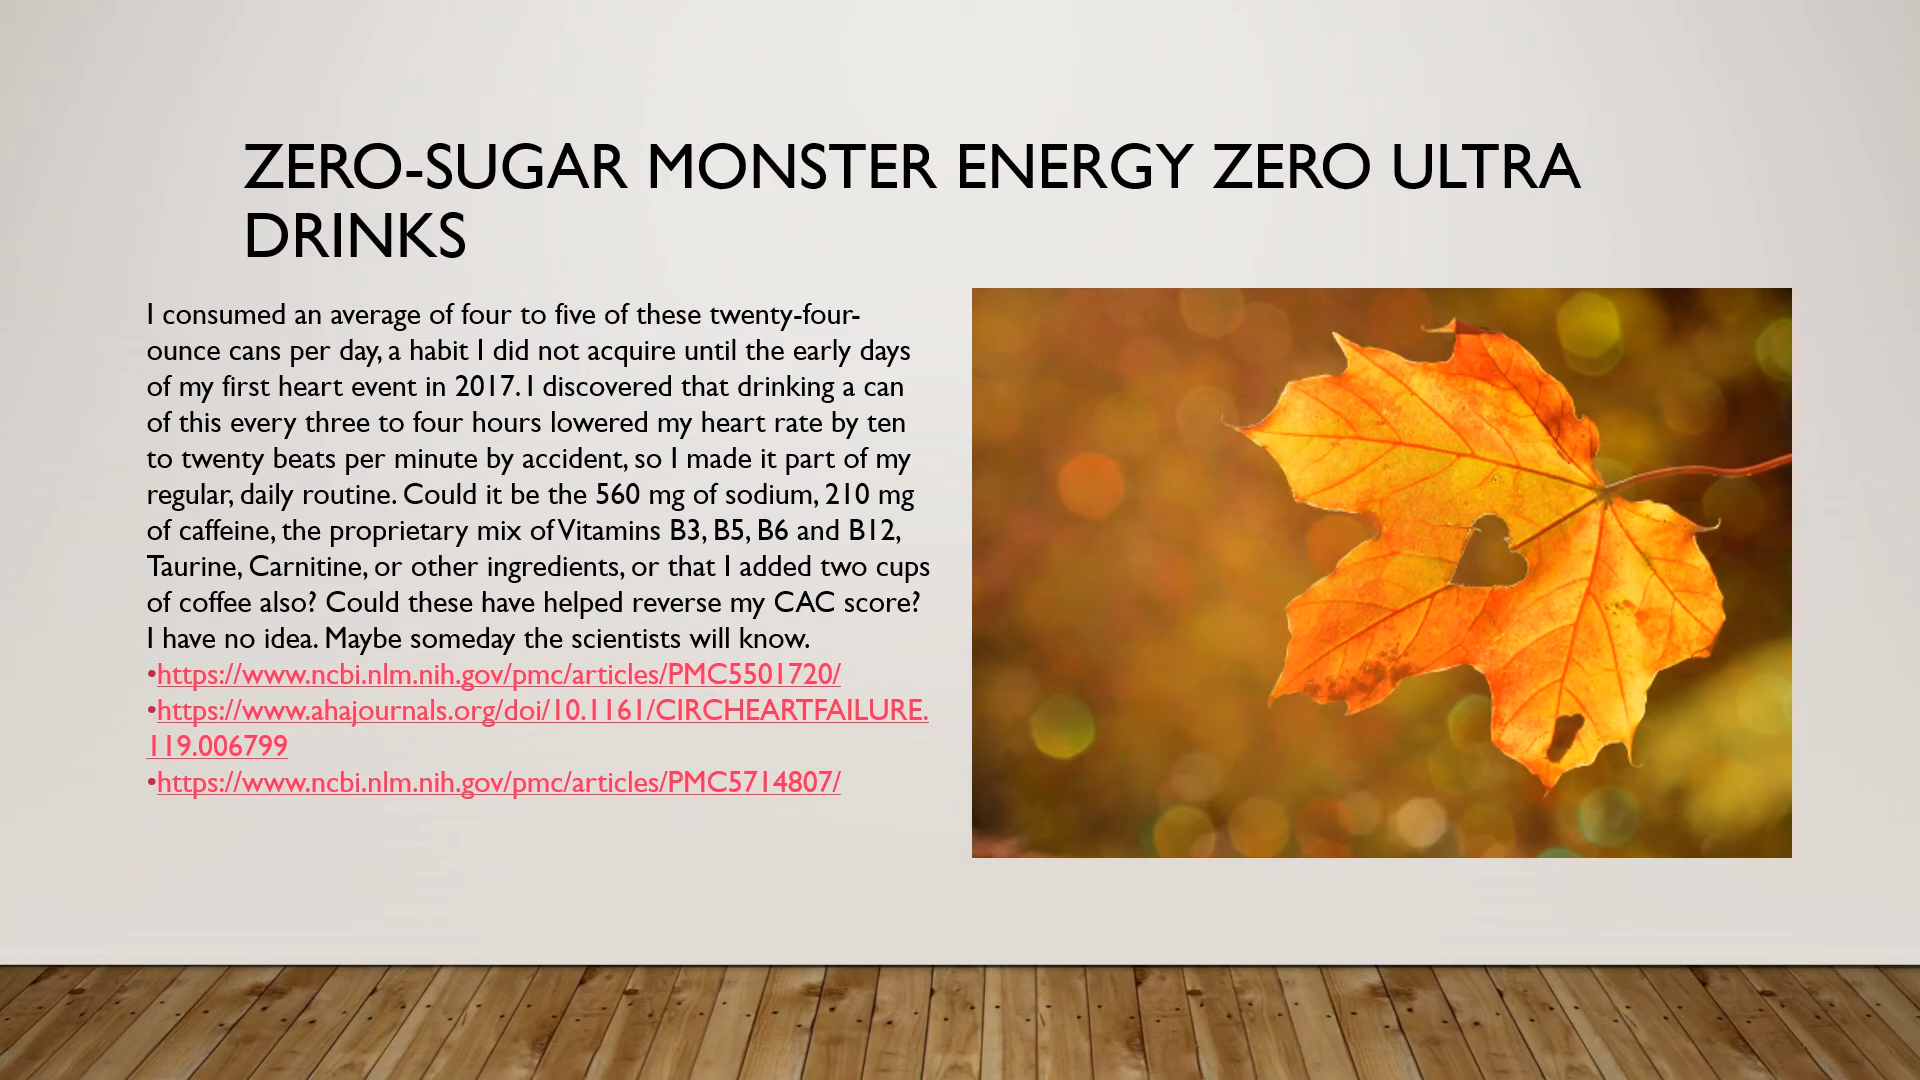 ZERO-SUGAR MONSTER ENERGY ZERO ULTRA
DRINKS
I consumed an average of four to five of these twenty-four-
ounce cans per day, a habit I did not acquire until the early days
of my first heart event in 2017. I discovered that drinking a can
of this every three to four hours lowered my heart rate by ten
to twenty beats per minute by accident, so I made it part of my
regular, daily routine. Could it be the 560 mg of sodium, 210 mg
of caffeine, the proprietary mix of Vitamins B3, B5, B6 and B12,
Taurine, Carnitine, or other ingredients, or that I added two cups
of coffee also? Could these have helped reverse my CAC score?
I have no idea. Maybe someday the scientists will know.
•https://www.ncbi.nlm.nih.gov/pmc/articles/PMC5501720/
•https://www.ahajournals.org/doi/10.1161/CIRCHEARTFAILURE.
119.006799
•https://www.ncbi.nlm.nih.gov/pmc/articles/PMC5714807/